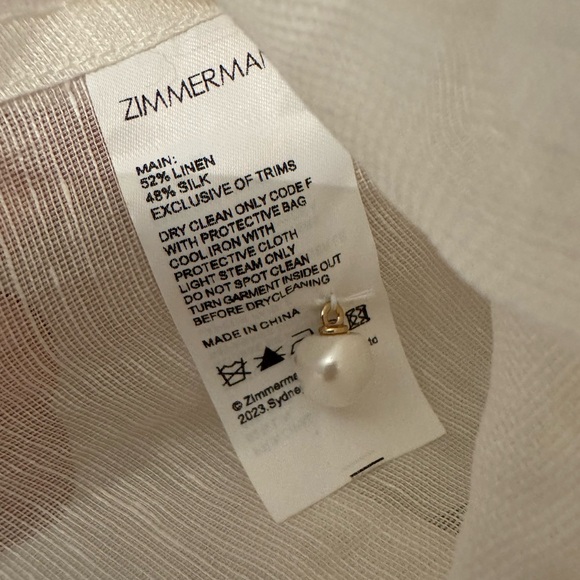 ZIMMERMA
MAIN:
52% LINEN
48% SILK
EXCLUSIVE OF TRIMS
DRY CLEAN ONLY CODE F
WITH PROTECTIVE BAG
COOL IRON WITH
PROTECTIVE CLOTH
LIGHT STEAM ONLY
DO NOT SPOT CLEAN
TURN GARMENT INSIDE OUT
BEFORE DRYCLEANING
MADE IN CHINA
© Zimmerma td
2023.Sydne